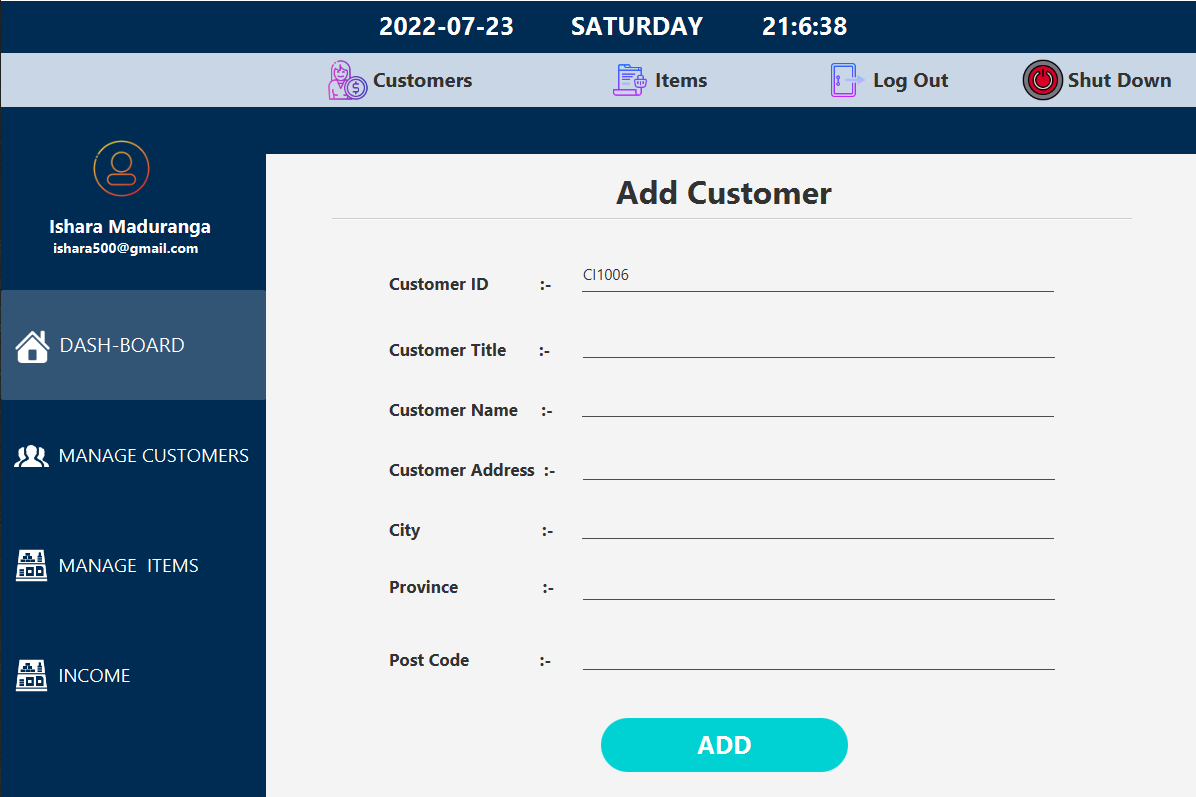 2022-07-23 SATURDAY 21:6:38
Customers Items Log Out Shut Down
Ishara Maduranga
ishara500@gmail.com
DASH-BOARD
MANAGE CUSTOMERS
MANAGE ITEMS
INCOME
Add Customer
Customer ID :- CI1006
Customer Title :-
Customer Name :-
Customer Address :-
City :-
Province :-
Post Code :-
ADD